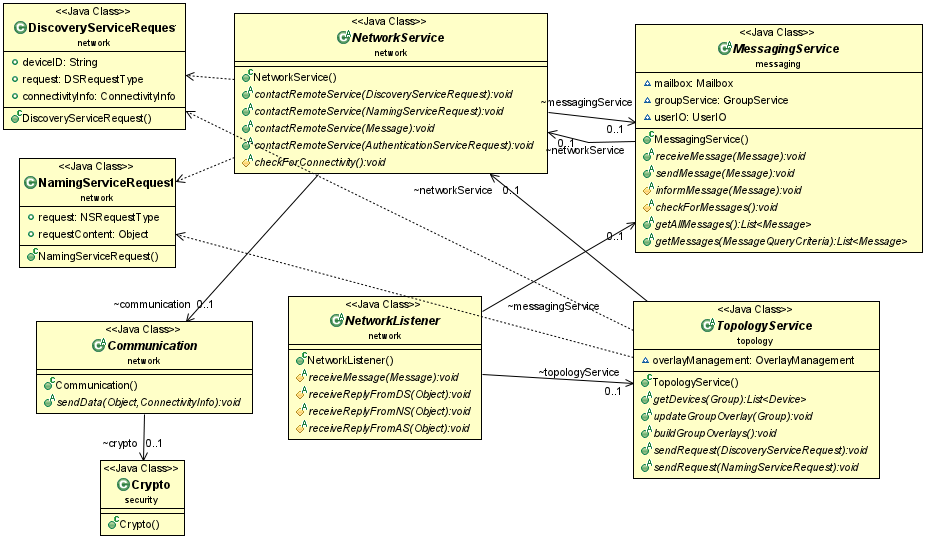 <<Java Class>>
DiscoveryServiceReques
network
deviceID: String
request: DSRequestType
connectivityInfo: ConnectivityInfo
DiscoveryServiceRequest()
<<Java Class>>
NamingServiceRequest
network
request: NSRequestType
requestContent: Object
NamingServiceRequest()
<<Java Class>>
NetworkService
network
NetworkService()
contactRemoteService(DiscoveryServiceRequest):void
contactRemoteService(NamingServiceRequest):void
contactRemoteService(Message):void
contactRemoteService(AuthenticationServiceRequest):void
checkForConnectivity():void
~messagingService
0..1
0..1
~networkService
<<Java Class>>
MessagingService
messaging
mailbox: Mailbox
groupService: GroupService
userIO: UserIO
MessagingService()
receiveMessage(Message):void
sendMessage(Message):void
informMessage(Message):void
checkForMessages():void
getAllMessages():List<Message>
getMessages(MessageQueryCriteria):List<Message>
~networkService 0..1
0..1
~communication 0..1
~messagingService
<<Java Class>>
Communication
network
Communication()
sendData(Object,ConnectivityInfo):void
~crypto 0..1
<<Java Class>>
Crypto
security
Crypto()
<<Java Class>>
NetworkListener
network
NetworkListener()
receiveMessage(Message):void
receiveReplyFromDS(Object):void
receiveReplyFromNS(Object):void
receiveReplyFromAS(Object):void
~topologyService
0..1
<<Java Class>>
TopologyService
topology
overlayManagement: OverlayManagement
TopologyService()
getDevices(Group):List<Device>
updateGroupOverlay(Group):void
buildGroupOverlays():void
sendRequest(DiscoveryServiceRequest):void
sendRequest(NamingServiceRequest):void